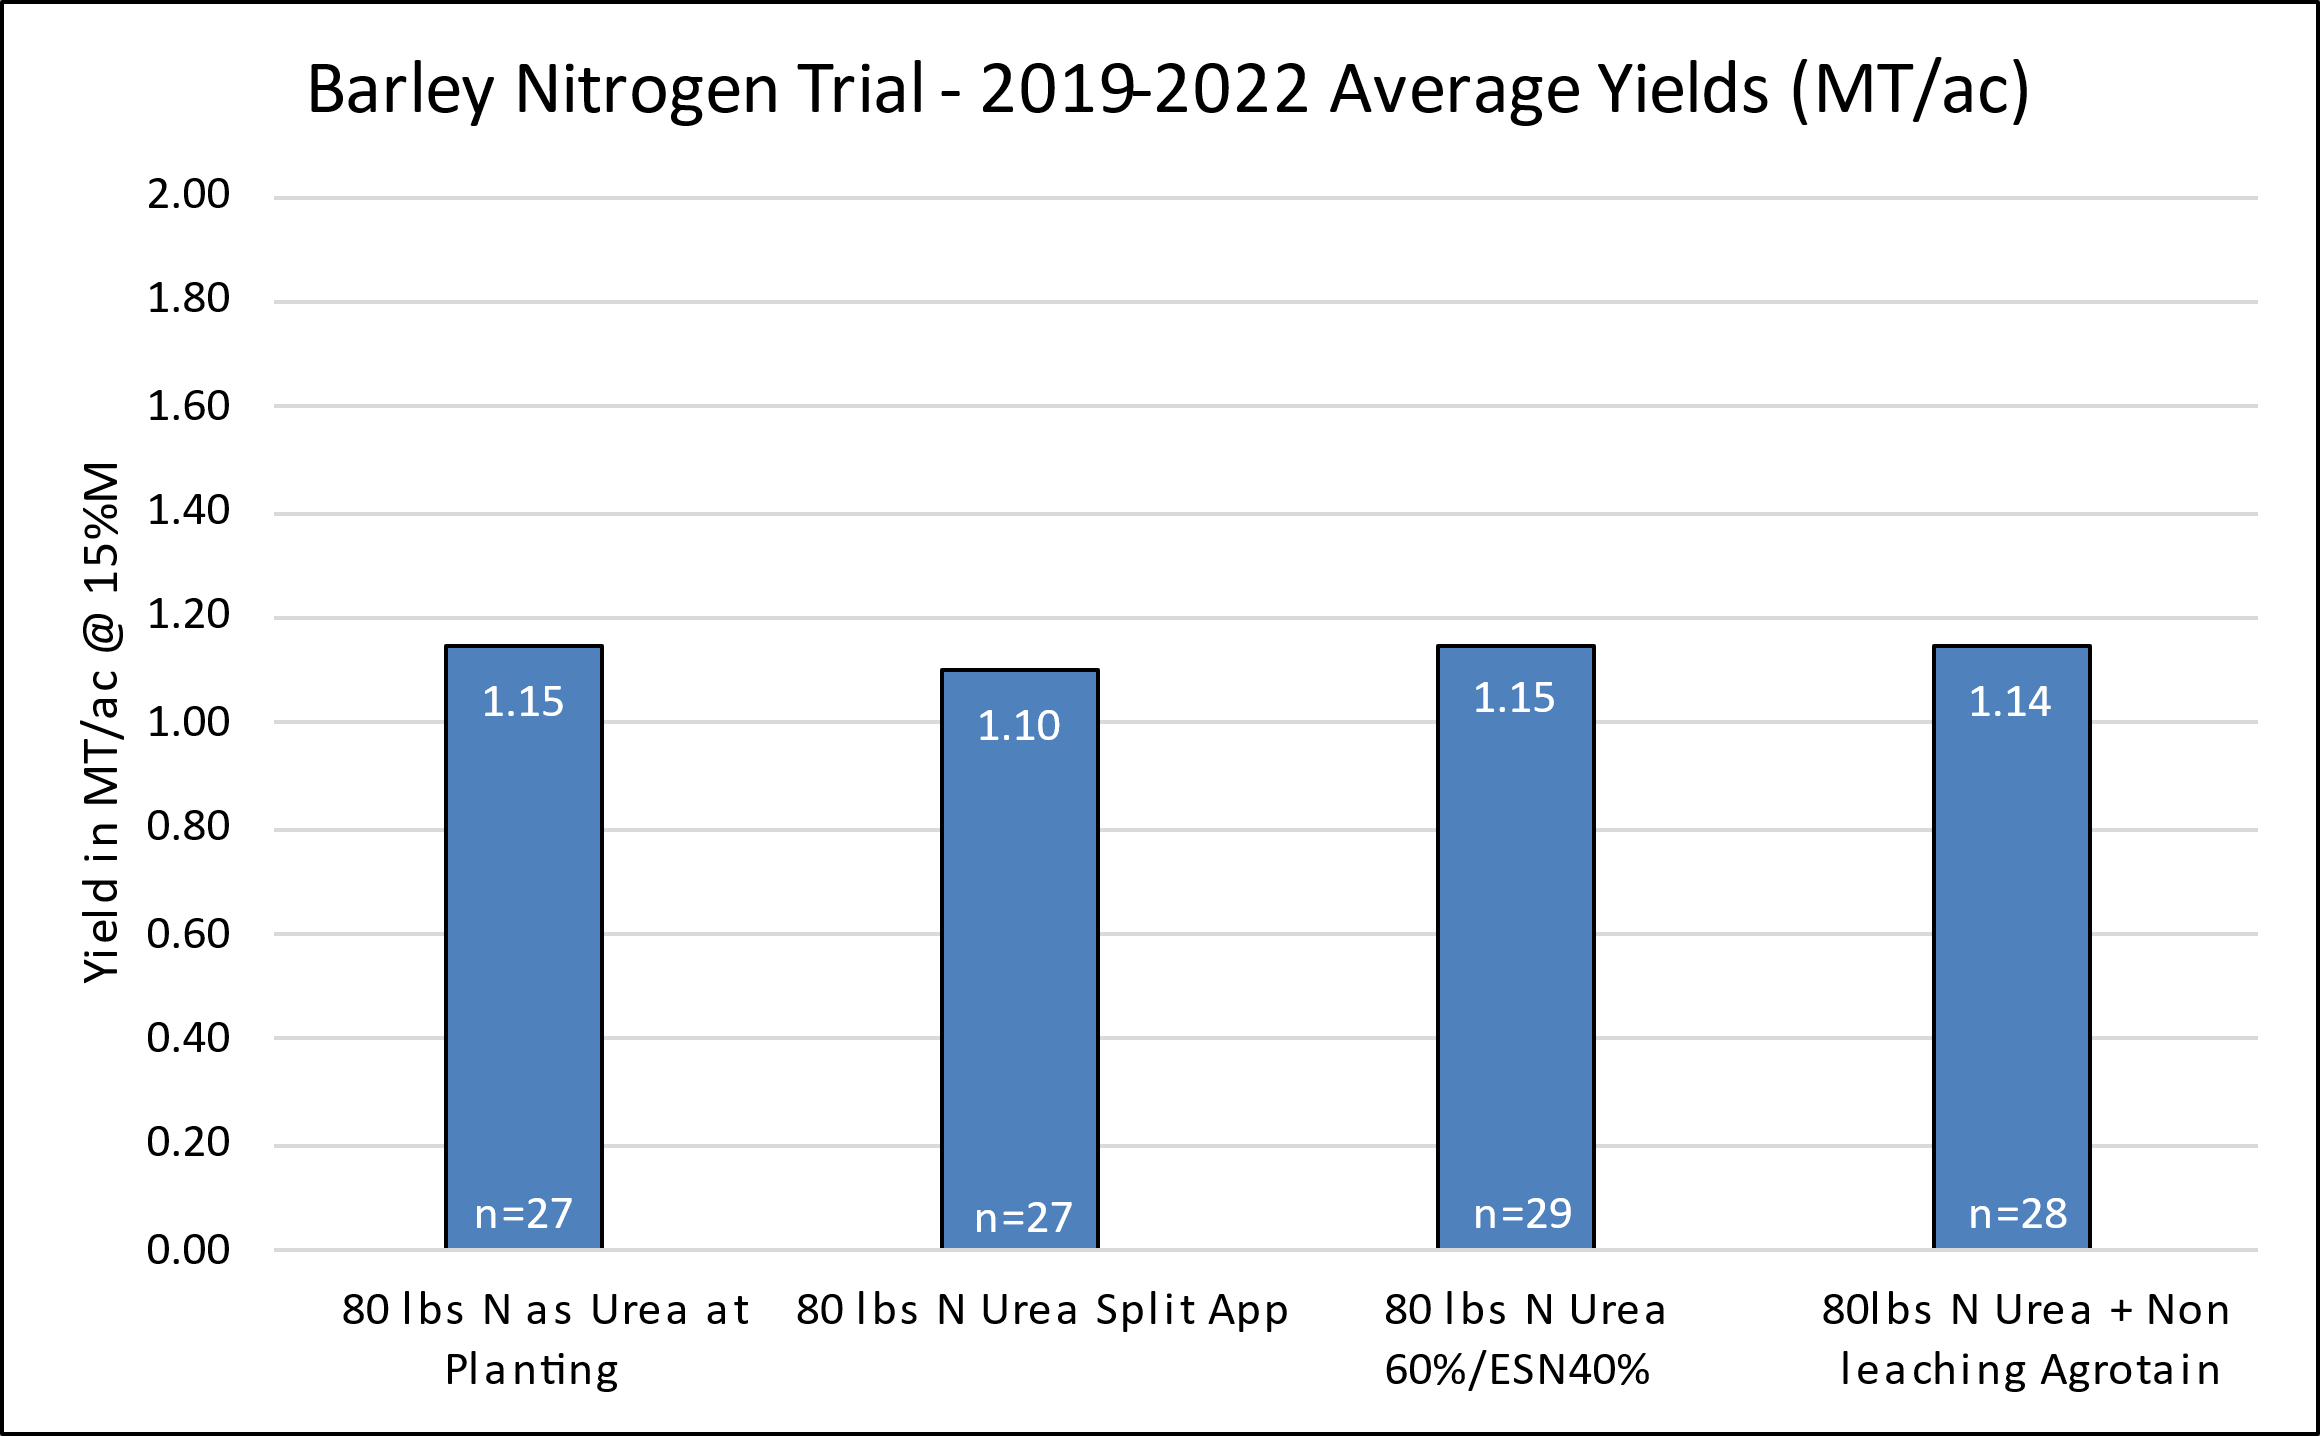 Barley Nitrogen Trial - 2019-2022 Average Yields (MT/ac)
Yield in MT/ac @ 15%M
2.00
1.80
1.60
1.40
1.20
1.00
0.80
0.60
0.40
0.20
0.00
1.15
1.10
1.15
1.14
n=27
n=27
n=29
n=28
80 lbs N as Urea at
Planting
80 lbs N Urea Split App
80 lbs N Urea
60%/ESN40%
80lbs N Urea + Non
leaching Agrotain